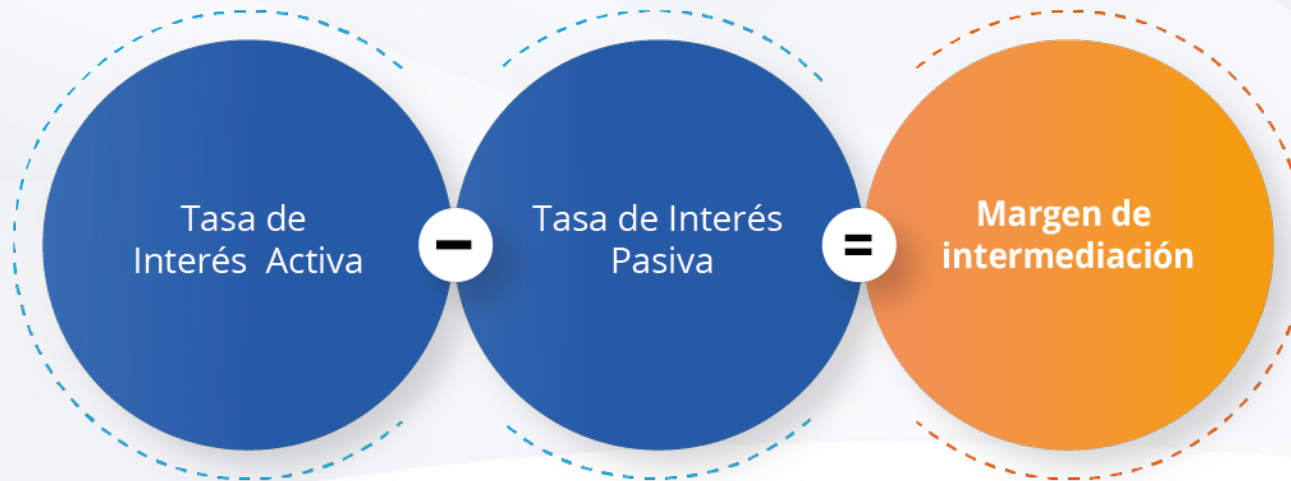 Tasa de
Interés Activa
-
Tasa de Interés
Pasiva
=
Margen de
intermediación